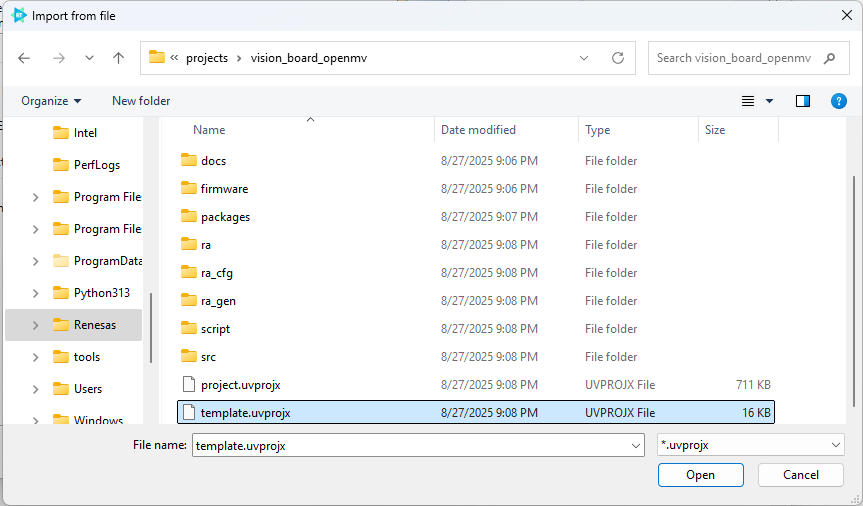 Import from file
« projects > vision_board_openmv
Search vision_board_openmv
Organize New folder
Name Date modified Type Size
Intel
PerfLogs
Program Files
Program Files
ProgramData
Python313
Renesas
tools
Users
Windows
docs 8/27/2025 9:06 PM File folder
firmware 8/27/2025 9:06 PM File folder
packages 8/27/2025 9:07 PM File folder
ra 8/27/2025 9:08 PM File folder
ra_cfg 8/27/2025 9:08 PM File folder
ra_gen 8/27/2025 9:08 PM File folder
script 8/27/2025 9:08 PM File folder
src 8/27/2025 9:08 PM File folder
project.uvprojx 8/27/2025 9:08 PM UVPROJX File 711 KB
template.uvprojx 8/27/2025 9:08 PM UVPROJX File 16 KB
File name: template.uvprojx *.uvprojx
Open Cancel